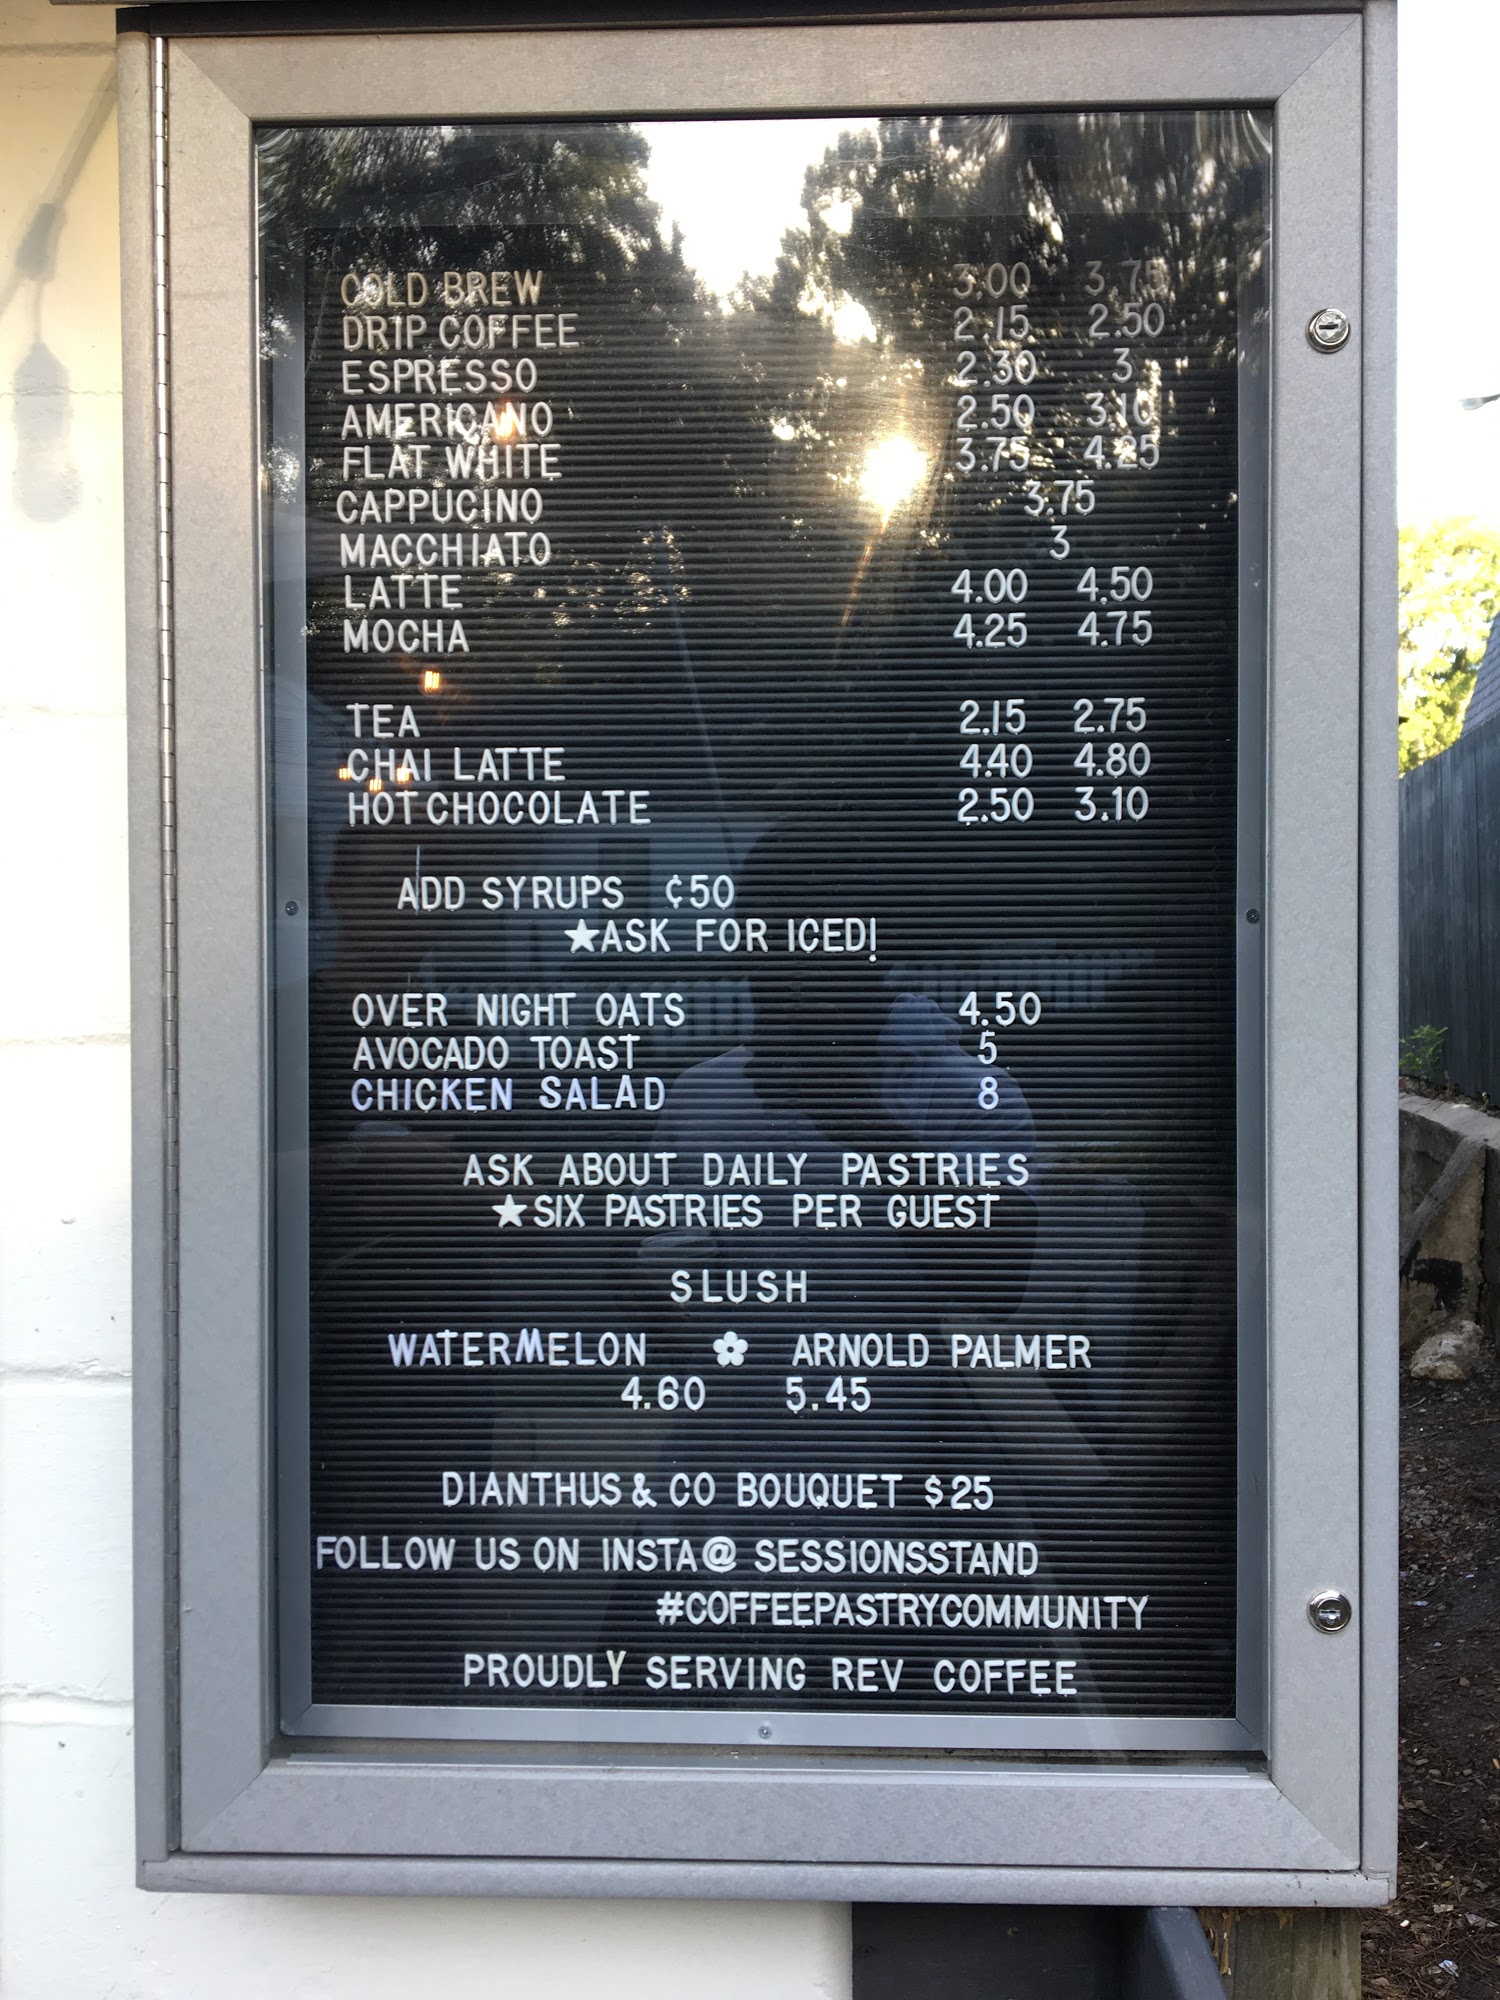 COLD BREW 3.00 3.75
DRIP COFFEE 2.15 2.50
ESPRESSO 2.30 3
AMERICANO 2.50 3.10
FLAT WHITE 3.75 4.25
CAPPUCINO 3.75
MACCHIATO 3
LATTE 4.00 4.50
MOCHA 4.25 4.75
TEA 2.15 2.75
CHAI LATTE 4.40 4.80
HOT CHOCOLATE 2.50 3.10
ADD SYRUPS ¢50
★ASK FOR ICED!
OVER NIGHT OATS 4.50
AVOCADO TOAST 5
CHICKEN SALAD 8
ASK ABOUT DAILY PASTRIES
★SIX PASTRIES PER GUEST
SLUSH
WATERMELON ✿ ARNOLD PALMER
4.60 5.45
DIANTHUS & CO BOUQUET $25
FOLLOW US ON INSTA@ SESSIONSSTAND
#COFFEEPASTRYCOMMUNITY
PROUDLY SERVING REV COFFEE